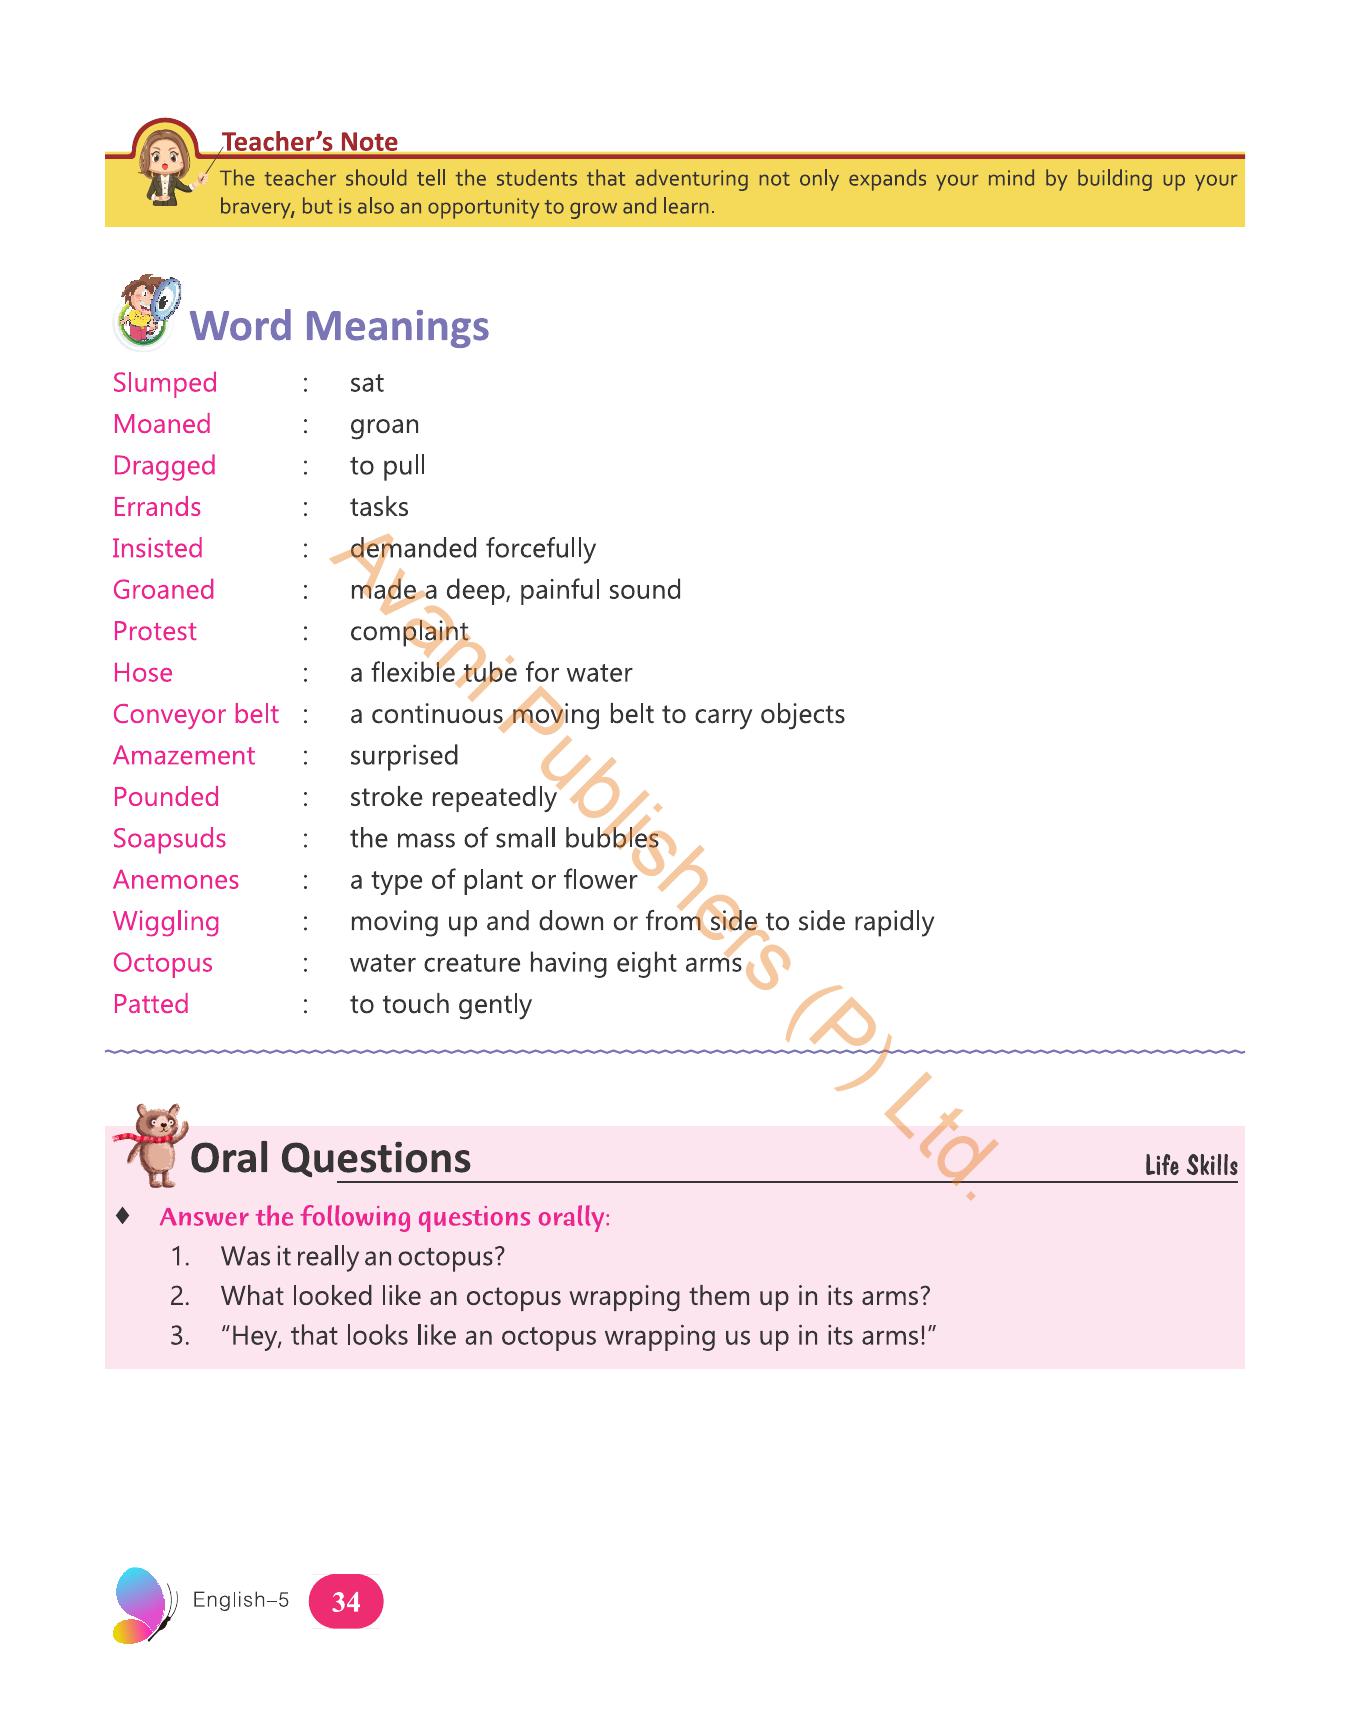 Teacher's Note
The teacher should tell the students that adventuring not only expands your mind by building up your
bravery, but is also an opportunity to grow and learn.
Word Meanings
Slumped : sat
Moaned : groan
Dragged : to pull
Errands : tasks
Insisted : demanded forcefully
Groaned : made a deep, painful sound
Protest : complaint
Hose : a flexible tube for water
Conveyor belt : a continuous moving belt to carry objects
Amazement : surprised
Pounded : stroke repeatedly
Soapsuds : the mass of small bubbles
Anemones : a type of plant or flower
Wiggling : moving up and down or from side to side rapidly
Octopus : water creature having eight arms
Patted : to touch gently
Avani Publishers (P) Ltd.
Oral Questions
Life Skills
♦ Answer the following questions orally:
1. Was it really an octopus?
2. What looked like an octopus wrapping them up in its arms?
3. “Hey, that looks like an octopus wrapping us up in its arms!”
English–5 34